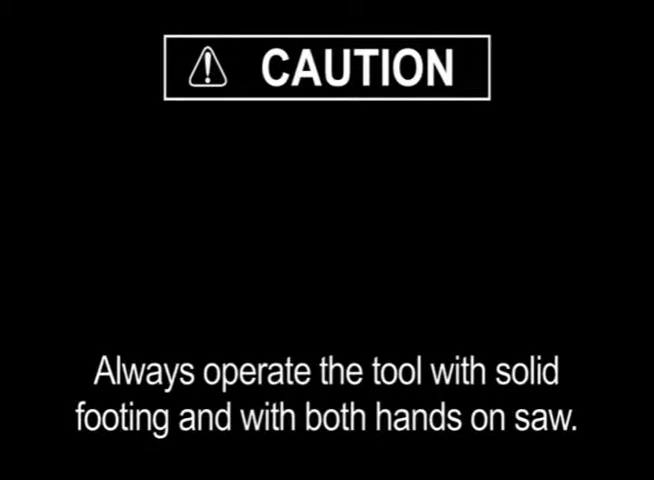 CAUTION
Always operate the tool with solid
footing and with both hands on saw.